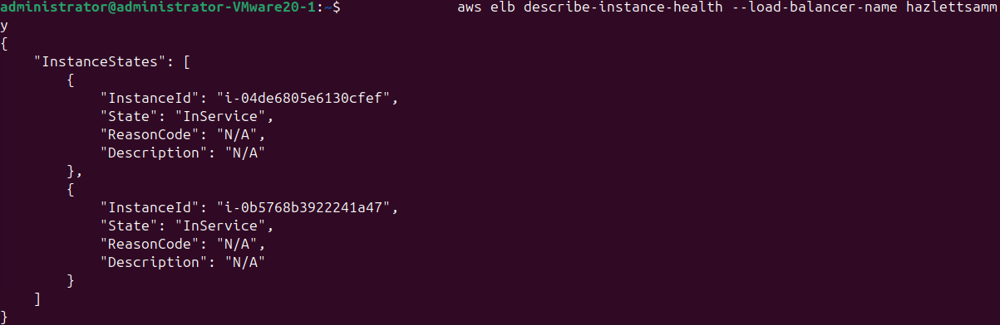 administrator@administrator-VMware20-1:~$              aws elb describe-instance-health --load-balancer-name hazlettsamm
y
{
    "InstanceStates": [
        {
            "InstanceId": "i-04de6805e6130cfef",
            "State": "InService",
            "ReasonCode": "N/A",
            "Description": "N/A"
        },
        {
            "InstanceId": "i-0b5768b3922241a47",
            "State": "InService",
            "ReasonCode": "N/A",
            "Description": "N/A"
        }
    ]
}